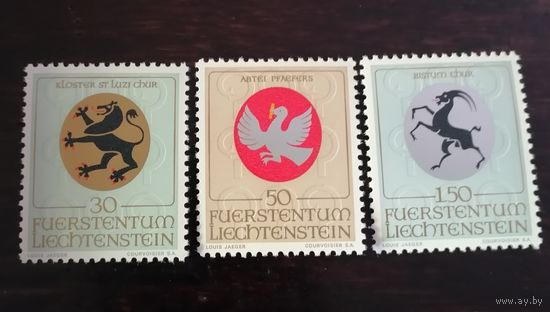 KLOSTER ST LUZI CHUR
30
FUERSTENTUM
LIECHTENSTEIN
LOUIS JAEGER COURVOISIER S.A.
ABTEI PFAEFERS
50
FUERSTENTUM
LIECHTENSTEIN
LOUIS JAEGER COURVOISIER S.A.
BISTUM CHUR
1.50
FUERSTENTUM
LIECHTENSTEIN
LOUIS JAEGER COURVOISIER S.A.
© www.ay.by